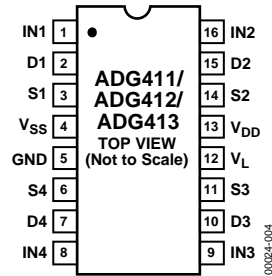 IN1 1 16 IN2
D1 2 15 D2
S1 3 14 S2
VSS 4 13 VDD
GND 5 12 VL
S4 6 11 S3
D4 7 10 D3
IN4 8 9 IN3
ADG411/
ADG412/
ADG413
TOP VIEW
(Not to Scale)
00024-004